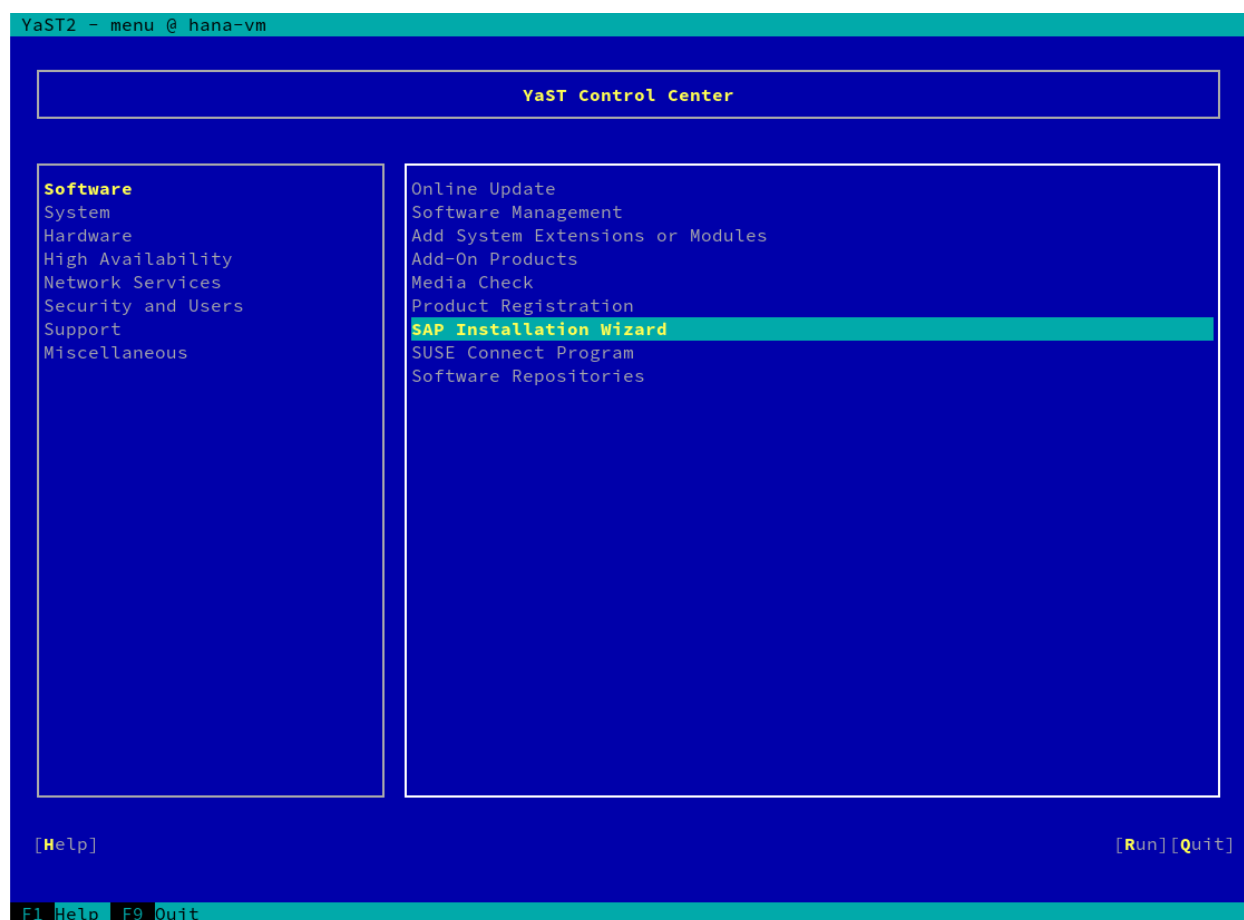 YaST2 - menu @ hana-vm
YaST Control Center
Software
System
Hardware
High Availability
Network Services
Security and Users
Support
Miscellaneous
Online Update
Software Management
Add System Extensions or Modules
Add-On Products
Media Check
Product Registration
SAP Installation Wizard
SUSE Connect Program
Software Repositories
[Help] [Run][Quit]
F1 Help F9 Quit